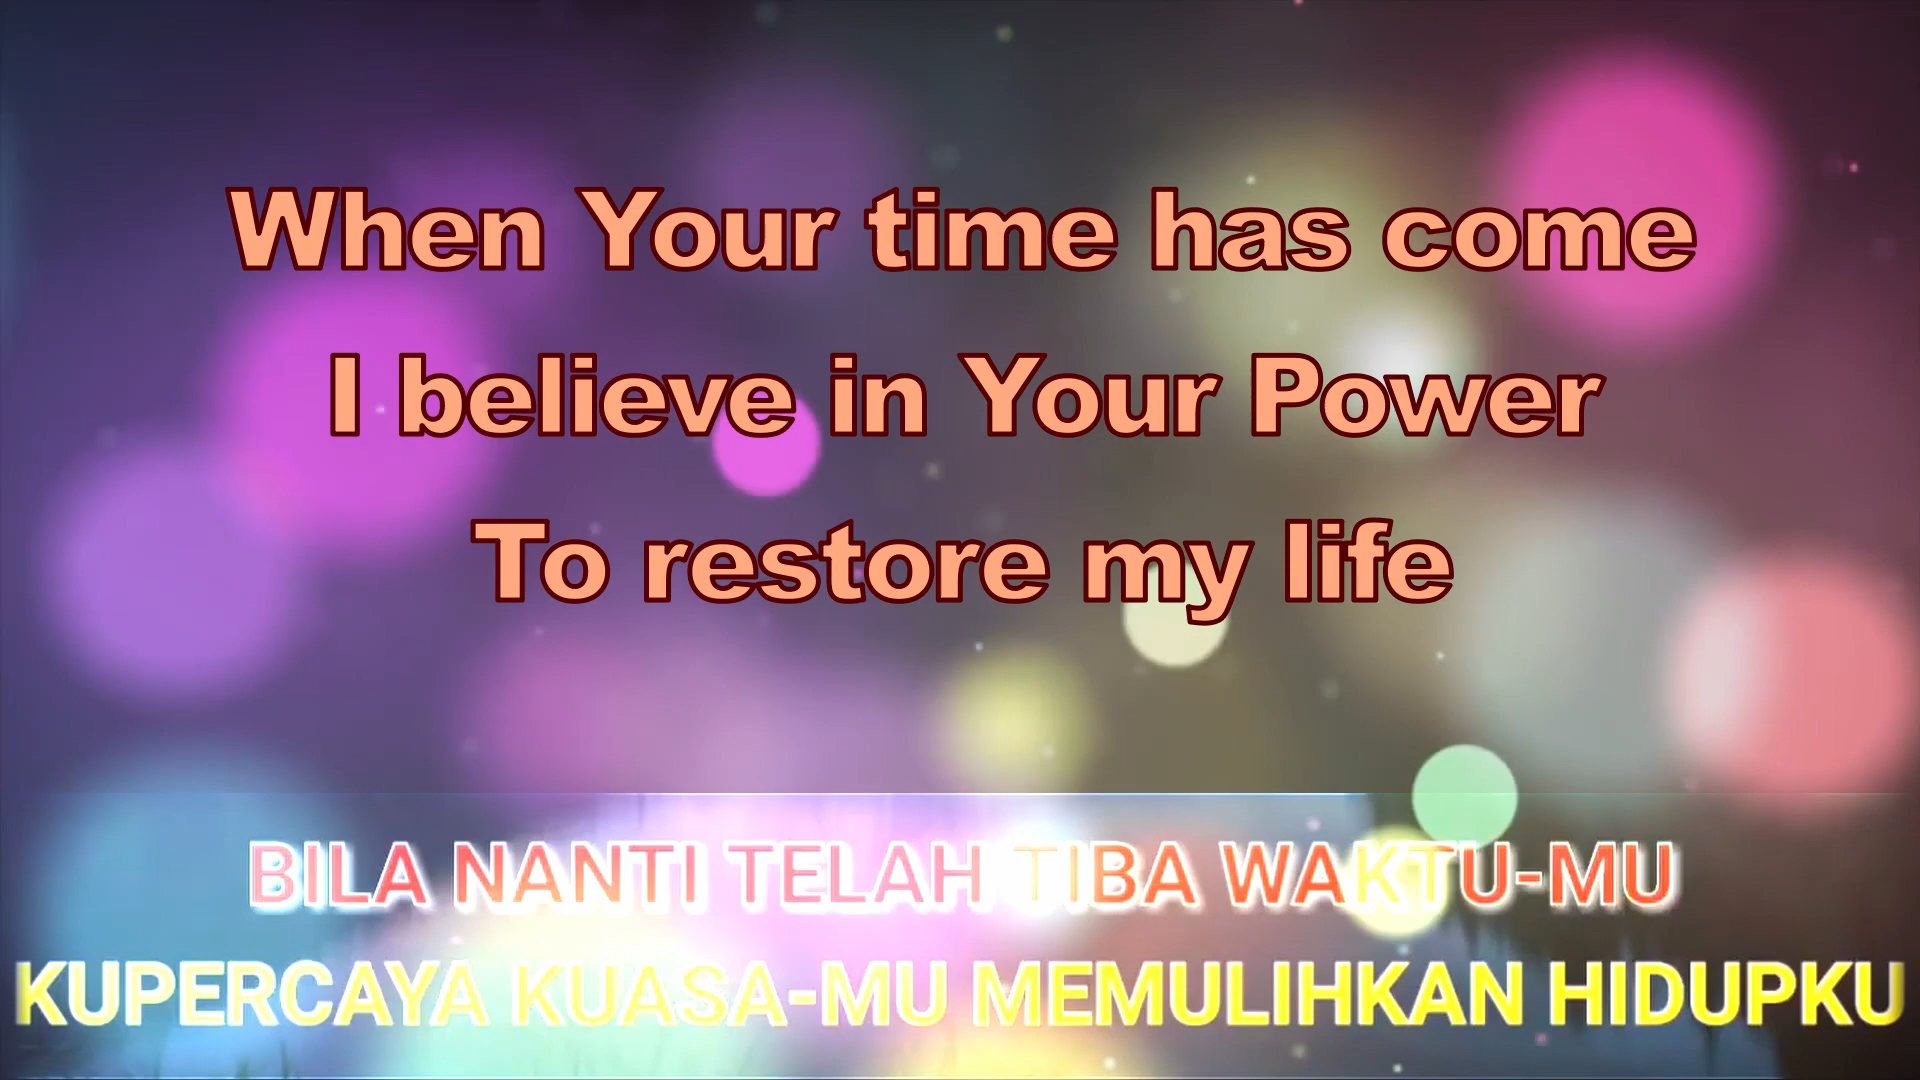 When Your time has come
I believe in Your Power
To restore my life
BILA NANTI TELAH TIBA WAKTU-MU
KUPERCAYA KUASA-MU MEMULIHKAN HIDUPKU